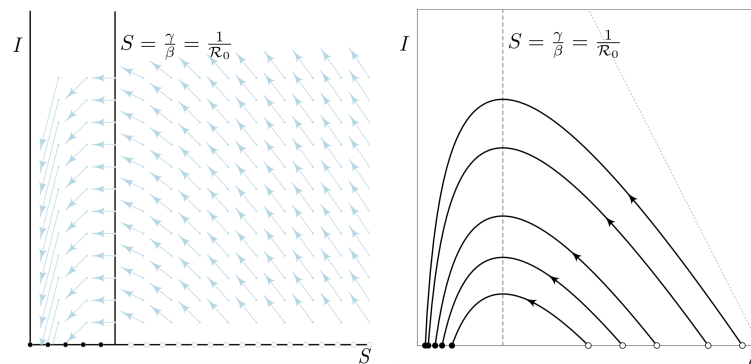 I
S = γ/β = 1/ℛ₀
S
I
S = γ/β = 1/ℛ₀